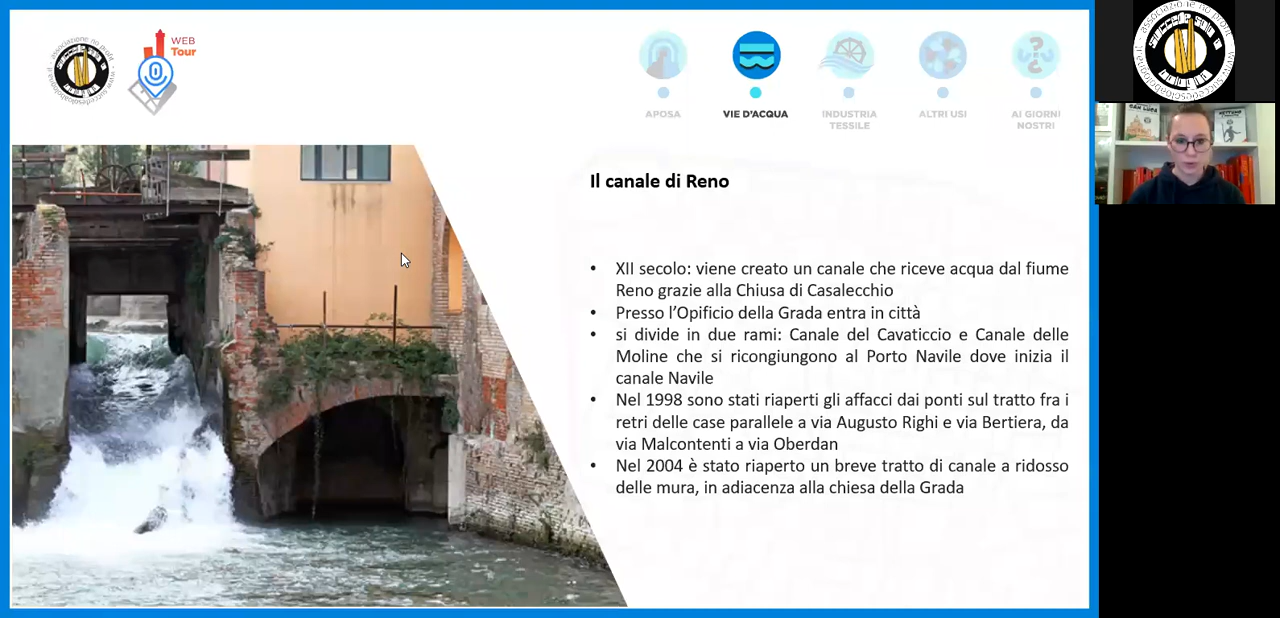 WEB
Tour
APOSA
VIE D'ACQUA
INDUSTRIA
TESSILE
ALTRI USI
AI GIORNI
NOSTRI
Il canale di Reno
• XII secolo: viene creato un canale che riceve acqua dal fiume
Reno grazie alla Chiusa di Casalecchio
• Presso l'Opificio della Grada entra in città
• si divide in due rami: Canale del Cavaticcio e Canale delle
Moline che si ricongiungono al Porto Navile dove inizia il
canale Navile
• Nel 1998 sono stati riaperti gli affacci dai ponti sul tratto fra i
retri delle case parallele a via Augusto Righi e via Bertiera, da
via Malcontenti a via Oberdan
• Nel 2004 è stato riaperto un breve tratto di canale a ridosso
delle mura, in adiacenza alla chiesa della Grada
associazione no profit